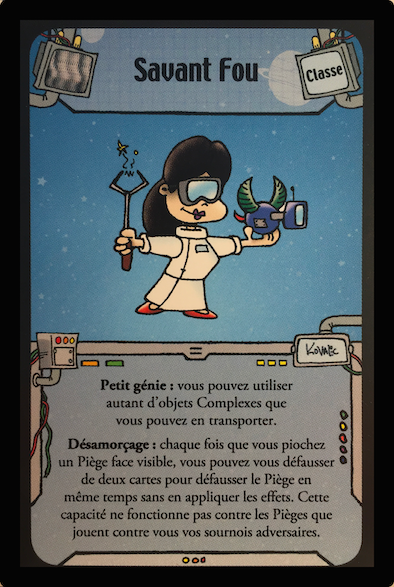 Savant Fou
Classe
KOVALIC
Petit génie : vous pouvez utiliser
autant d'objets Complexes que
vous pouvez en transporter.
Désamorçage : chaque fois que vous piochez
un Piège face visible, vous pouvez vous défausser
de deux cartes pour défausser le Piège en
même temps sans en appliquer les effets. Cette
capacité ne fonctionne pas contre les Pièges que
jouent contre vous vos sournois adversaires.